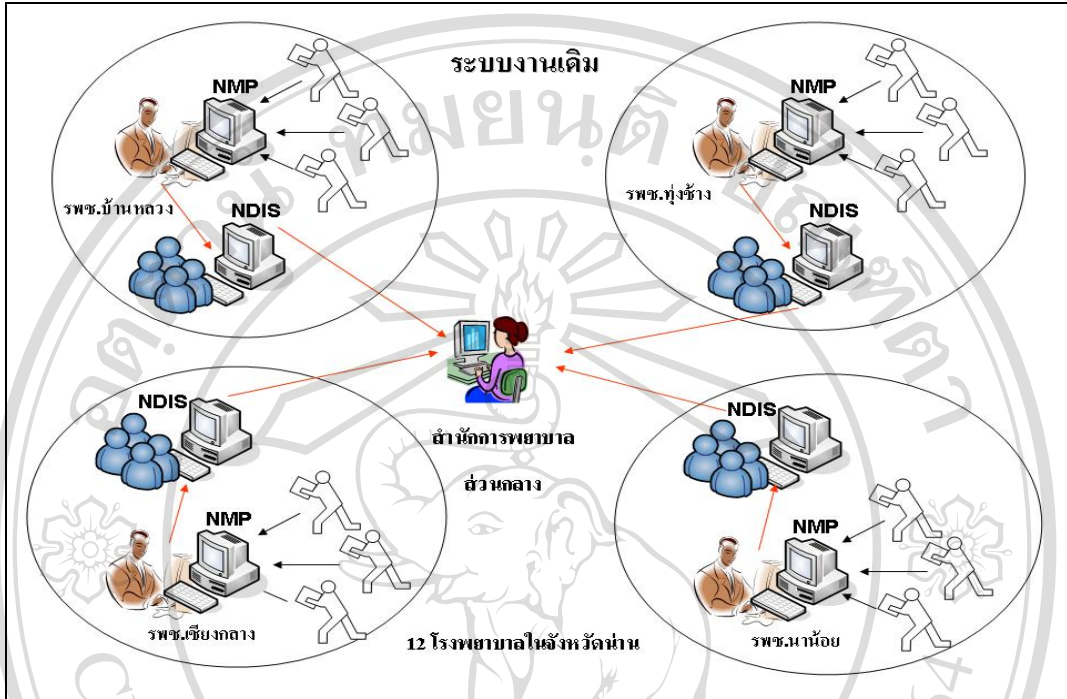 ระบบงานเดิม
NMP
รพช.บ้านหลวง
NDIS
NMP
รพช.ทุ่งช้าง
NDIS
สำนักการพยาบาล
ส่วนกลาง
NDIS
NMP
รพช.เชียงกลาง
NDIS
NMP
รพช.นาน้อย
12 โรงพยาบาลในจังหวัดน่าน